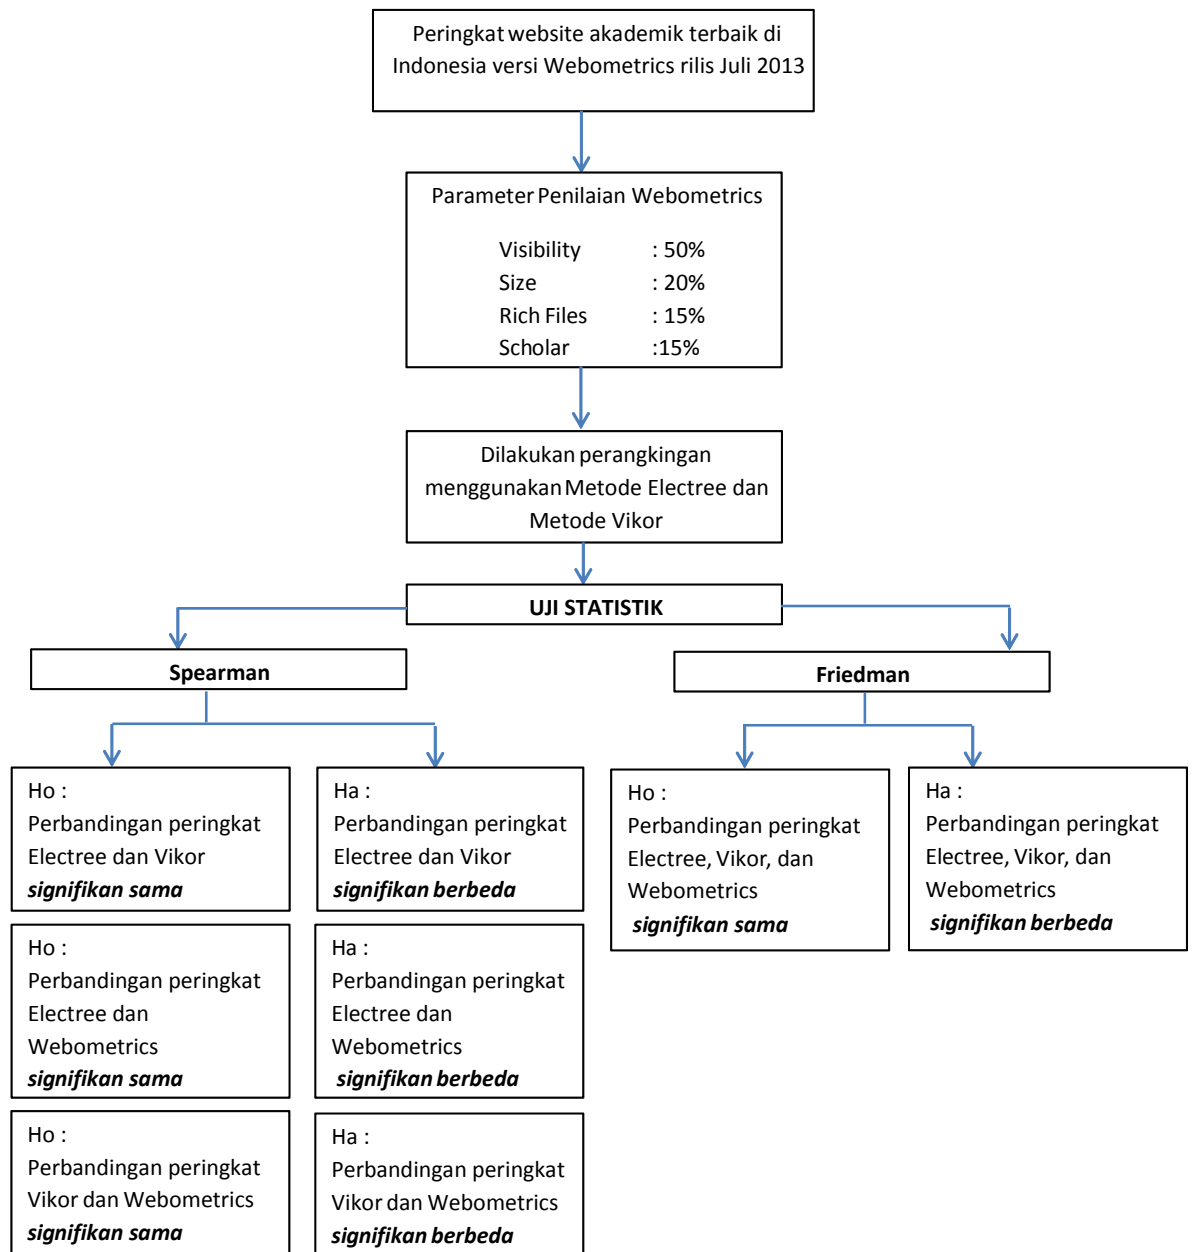 Peringkat website akademik terbaik di
Indonesia versi Webometrics rilis Juli 2013
Parameter Penilaian Webometrics
Visibility : 50%
Size : 20%
Rich Files : 15%
Scholar :15%
Dilakukan perangkingan
menggunakan Metode Electree dan
Metode Vikor
UJI STATISTIK
Spearman
Friedman
Ho :
Perbandingan peringkat
Electree dan Vikor
signifikan sama
Ha :
Perbandingan peringkat
Electree dan Vikor
signifikan berbeda
Ho :
Perbandingan peringkat
Electree, Vikor, dan
Webometrics
signifikan sama
Ha :
Perbandingan peringkat
Electree, Vikor, dan
Webometrics
signifikan berbeda
Ho :
Perbandingan peringkat
Electree dan
Webometrics
signifikan sama
Ha :
Perbandingan peringkat
Electree dan
Webometrics
signifikan berbeda
Ho :
Perbandingan peringkat
Vikor dan Webometrics
signifikan sama
Ha :
Perbandingan peringkat
Vikor dan Webometrics
signifikan berbeda